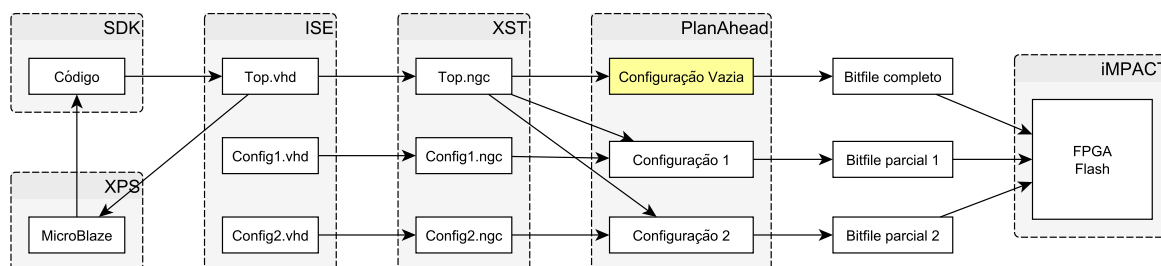 SDK
ISE
XST
PlanAhead
Código
Top.vhd
Top.ngc
Configuração Vazia
Bitfile completo
iMPACT
Config1.vhd
Config1.ngc
Configuração 1
Bitfile parcial 1
FPGA
Flash
XPS
MicroBlaze
Config2.vhd
Config2.ngc
Configuração 2
Bitfile parcial 2